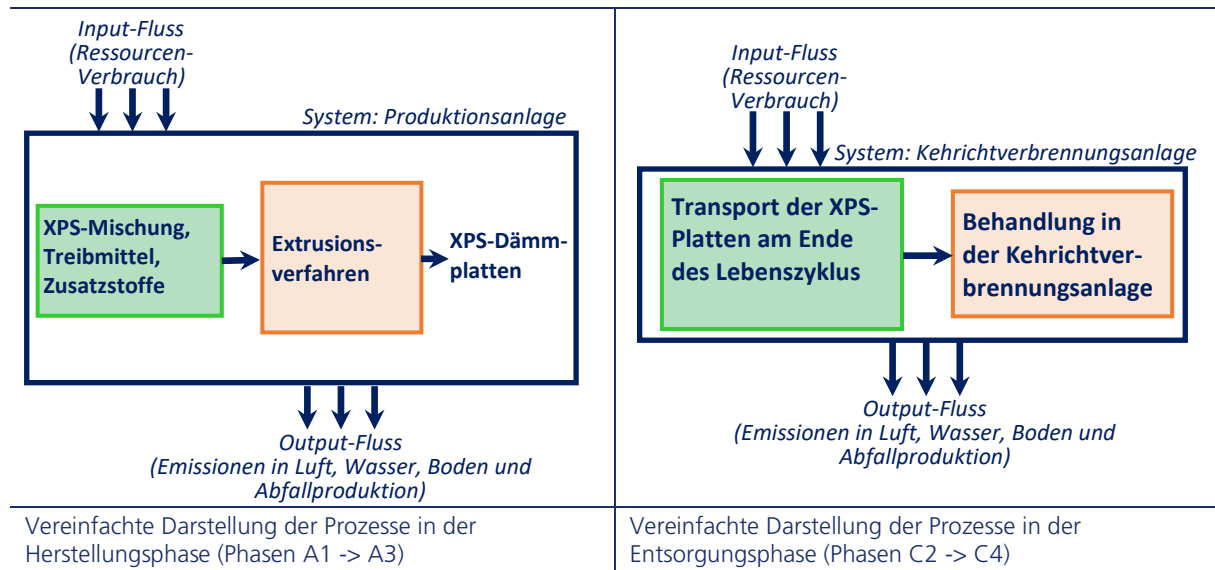 Input-Fluss
(Ressourcen-
Verbrauch)
System: Produktionsanlage
XPS-Mischung,
Treibmittel,
Zusatzstoffe
Extrusions-
verfahren
XPS-Dämm-
platten
Output-Fluss
(Emissionen in Luft, Wasser, Boden und
Abfallproduktion)
Vereinfachte Darstellung der Prozesse in der
Herstellungsphase (Phasen A1 -> A3)
Input-Fluss
(Ressourcen-
Verbrauch)
System: Kehrichtverbrennungsanlage
Transport der XPS-
Platten am Ende
des Lebenszyklus
Behandlung in
der Kehrichtver-
brennungsanlage
Output-Fluss
(Emissionen in Luft, Wasser, Boden und
Abfallproduktion)
Vereinfachte Darstellung der Prozesse in der
Entsorgungsphase (Phasen C2 -> C4)